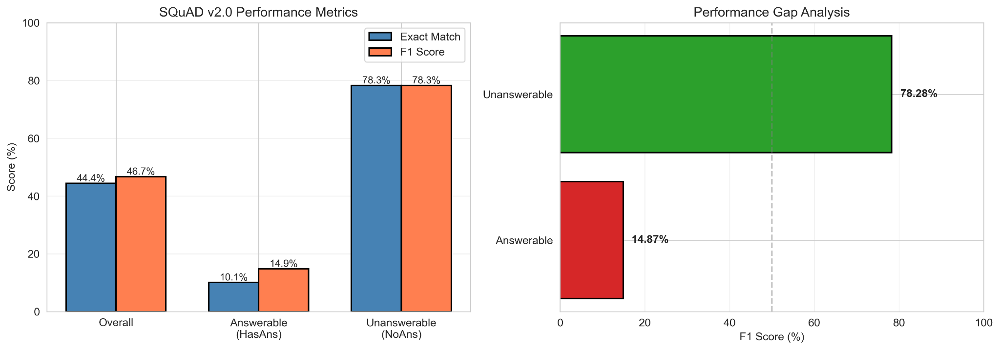 SQuAD v2.0 Performance Metrics
Exact Match
F1 Score
Score (%)
100
80
60
40
20
0
44.4%
46.7%
10.1%
14.9%
78.3%
78.3%
Overall
Answerable
(HasAns)
Unanswerable
(NoAns)
Performance Gap Analysis
Unanswerable
78.28%
Answerable
14.87%
0
20
40
60
80
100
F1 Score (%)